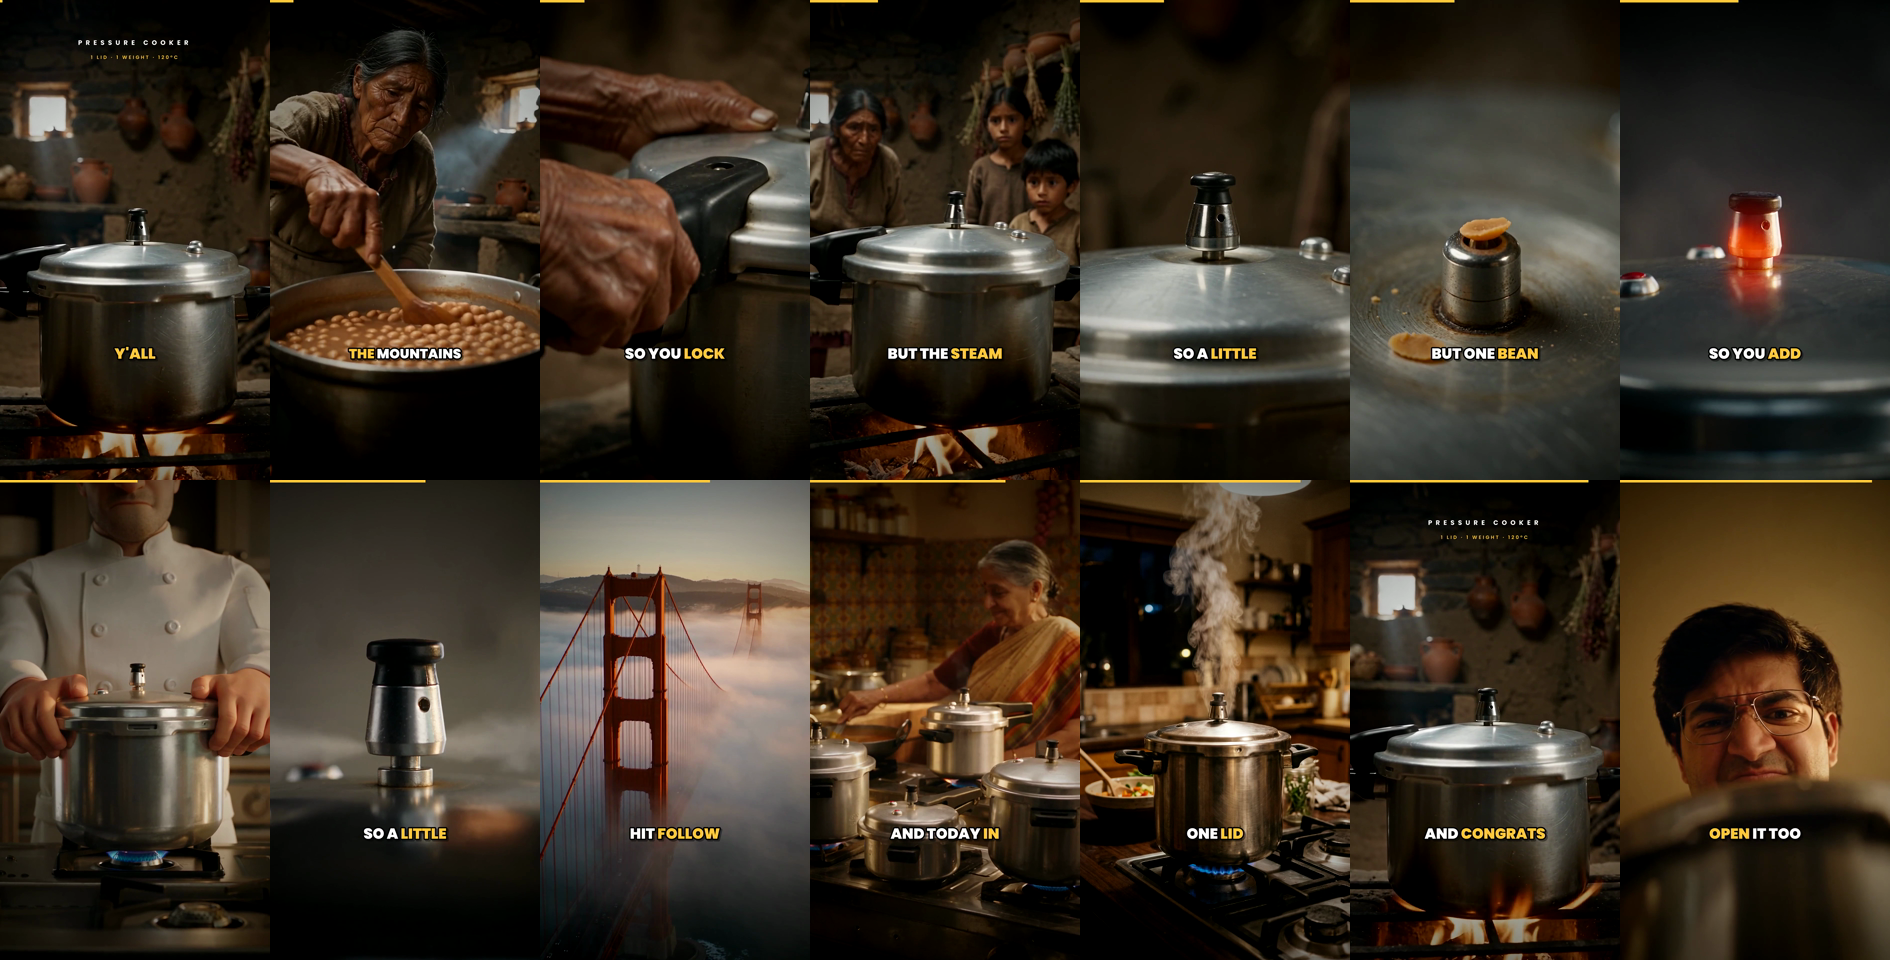 PRESSURE COOKER
1 LID · 1 WEIGHT · 120°C
Y'ALL
THE MOUNTAINS
SO YOU LOCK
BUT THE STEAM
SO A LITTLE
BUT ONE BEAN
SO YOU ADD
SO A LITTLE
HIT FOLLOW
AND TODAY IN
ONE LID
PRESSURE COOKER
1 LID · 1 WEIGHT · 120°C
AND CONGRATS
OPEN IT TOO